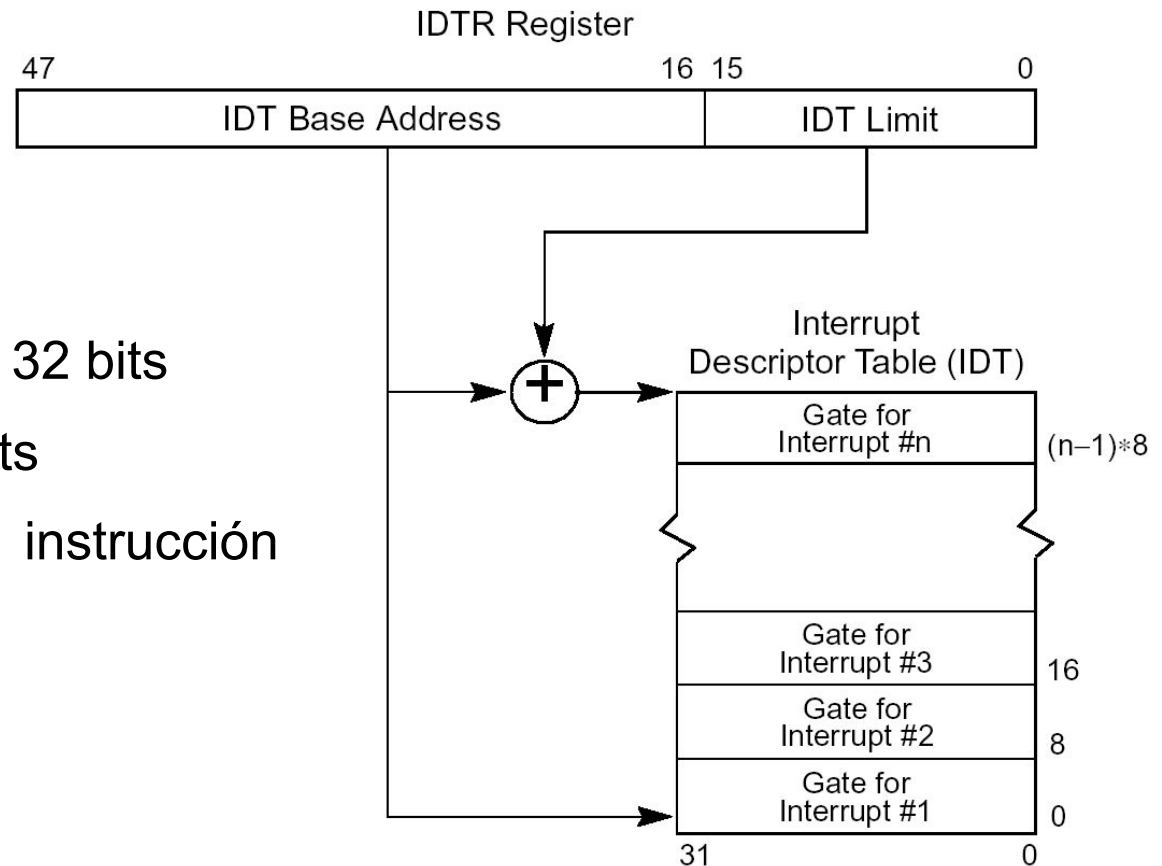 IDTR Register
47 16 15 0
IDT Base Address IDT Limit
32 bits
ts
instrucción
+
Interrupt
Descriptor Table (IDT)
Gate for
Interrupt #n
(n–1)*8
Gate for
Interrupt #3
16
Gate for
Interrupt #2
8
Gate for
Interrupt #1
0
31 0